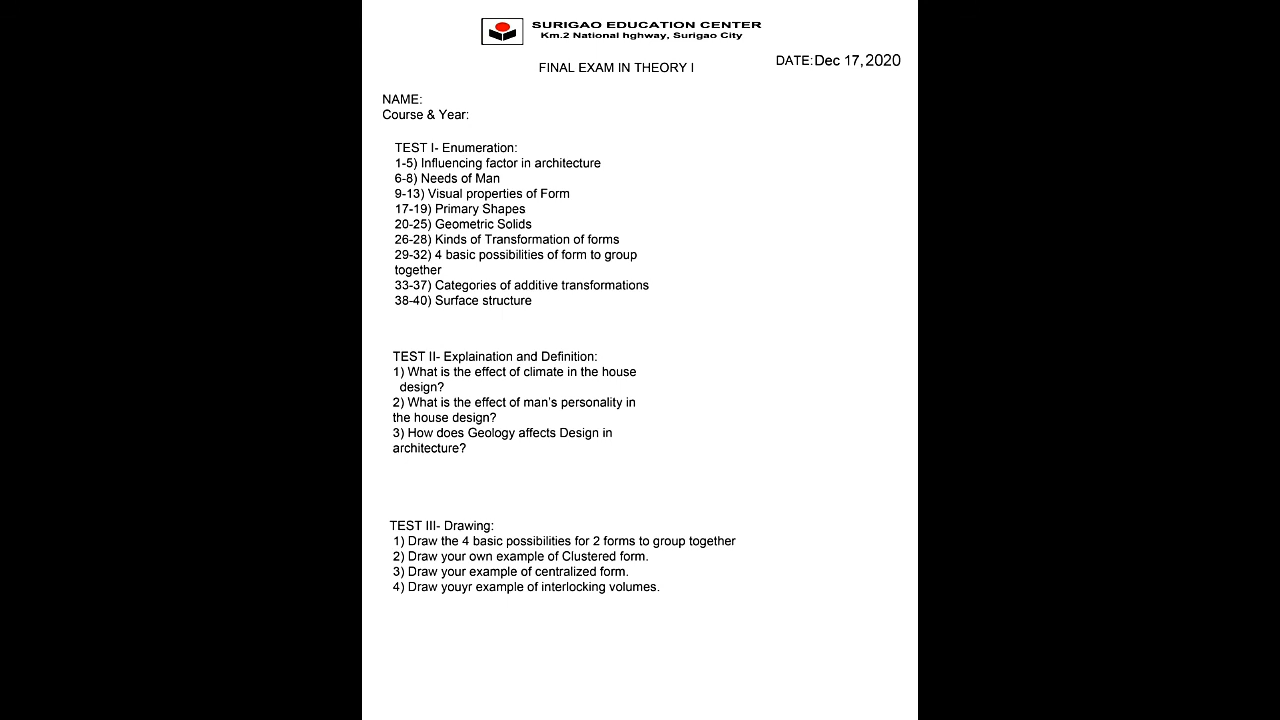 SURIGAO EDUCATION CENTER
Km.2 National hghway, Surigao City
DATE:Dec 17,2020
FINAL EXAM IN THEORY I
NAME:
Course & Year:
TEST I- Enumeration:
1-5) Influencing factor in architecture
6-8) Needs of Man
9-13) Visual properties of Form
17-19) Primary Shapes
20-25) Geometric Solids
26-28) Kinds of Transformation of forms
29-32) 4 basic possibilities of form to group
together
33-37) Categories of additive transformations
38-40) Surface structure
TEST II- Explaination and Definition:
1) What is the effect of climate in the house
design?
2) What is the effect of man's personality in
the house design?
3) How does Geology affects Design in
architecture?
TEST III- Drawing:
1) Draw the 4 basic possibilities for 2 forms to group together
2) Draw your own example of Clustered form.
3) Draw your example of centralized form.
4) Draw youyr example of interlocking volumes.